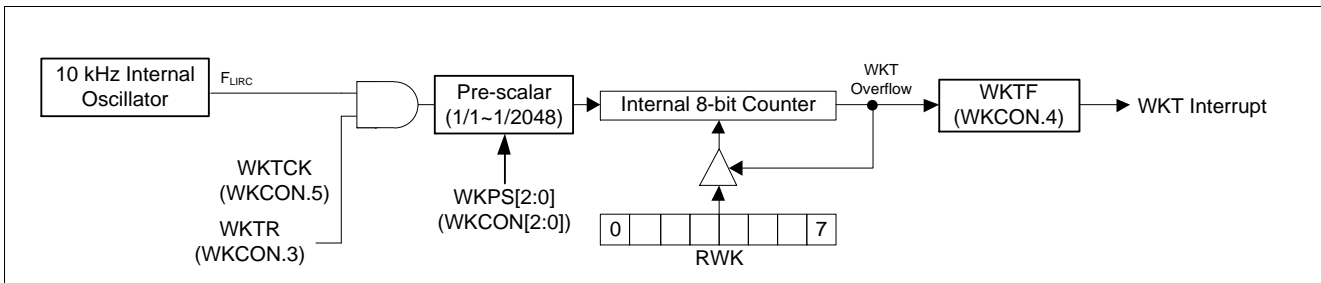 10 kHz Internal
Oscillator
FLIRC
WKTCK
(WKCON.5)
WKTR
(WKCON.3)
Pre-scalar
(1/1~1/2048)
WKPS[2:0]
(WKCON[2:0])
Internal 8-bit Counter
0
7
RWK
WKT
Overflow
WKTF
(WKCON.4)
WKT Interrupt